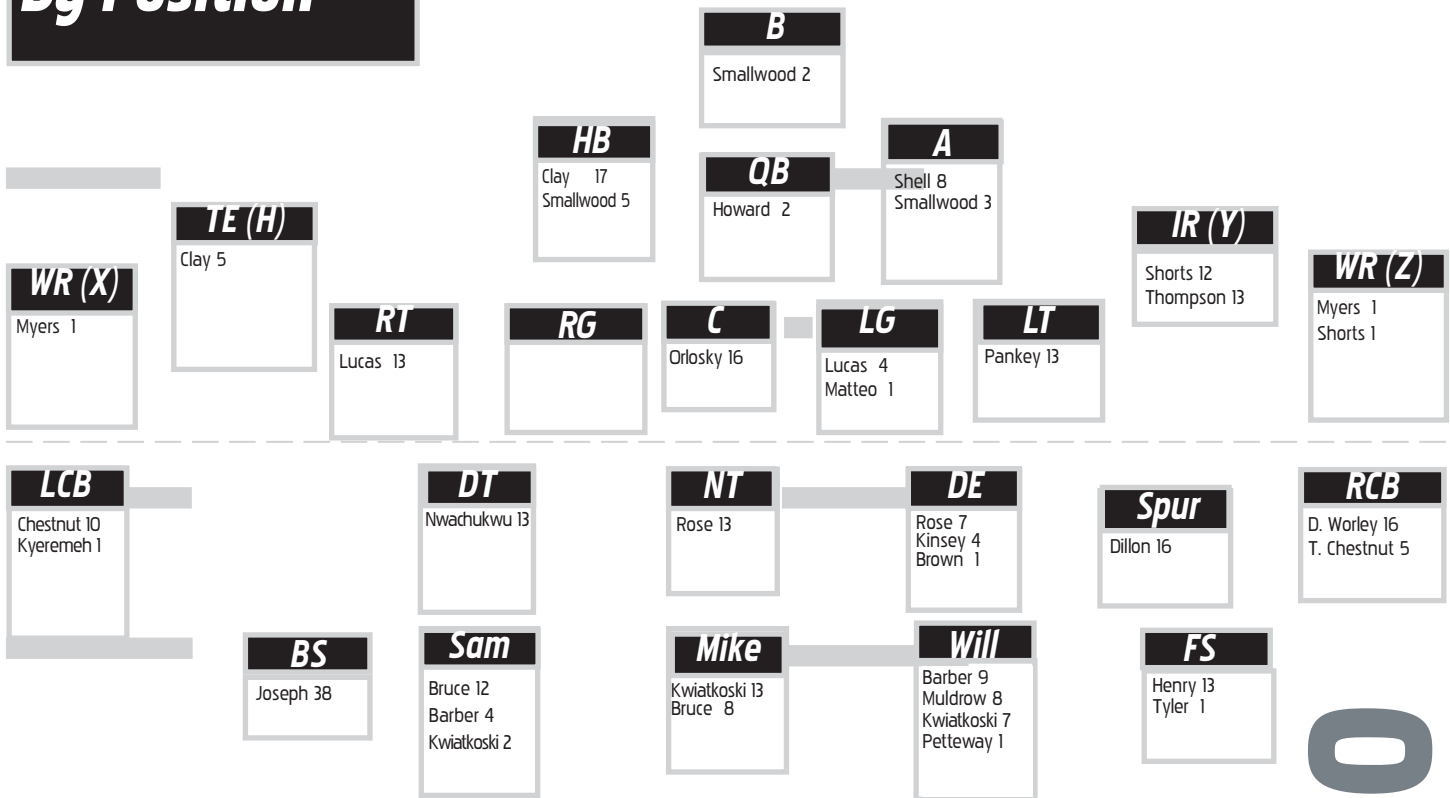 By Position
B
Smallwood 2
HB
Clay 17
Smallwood 5
QB
Howard 2
A
Shell 8
Smallwood 3
TE (H)
Clay 5
IR (Y)
Shorts 12
Thompson 13
WR (X)
Myers 1
WR (Z)
Myers 1
Shorts 1
RT
Lucas 13
RG
C
Orlosky 16
LG
Lucas 4
Matteo 1
LT
Pankey 13
LCB
Chestnut 10
Kyeremeh 1
DT
Nwachukwu 13
NT
Rose 13
DE
Rose 7
Kinsey 4
Brown 1
Spur
Dillon 16
RCB
D. Worley 16
T. Chestnut 5
BS
Joseph 38
Sam
Bruce 12
Barber 4
Kwiatkoski 2
Mike
Kwiatkoski 13
Bruce 8
Will
Barber 9
Muldrow 8
Kwiatkoski 7
Petteway 1
FS
Henry 13
Tyler 1
O